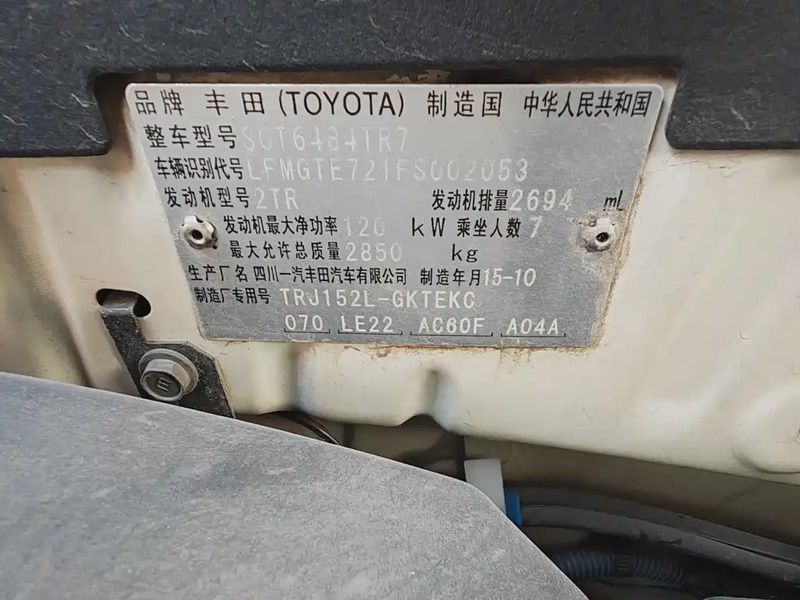 品牌 丰田(TOYOTA) 制造国 中华人民共和国
整车型号 SCT6484TR7
车辆识别代号 LFMGTE721FS002053
发动机型号 2TR 发动机排量 2694 ml
发动机最大净功率 120 kW 乘坐人数 7
最大允许总质量 2850 kg
生产厂名 四川一汽丰田汽车有限公司 制造年月 15-10
制造厂专用号 TRJ152L-GKTEKC
070 LE22 AC60F A04A